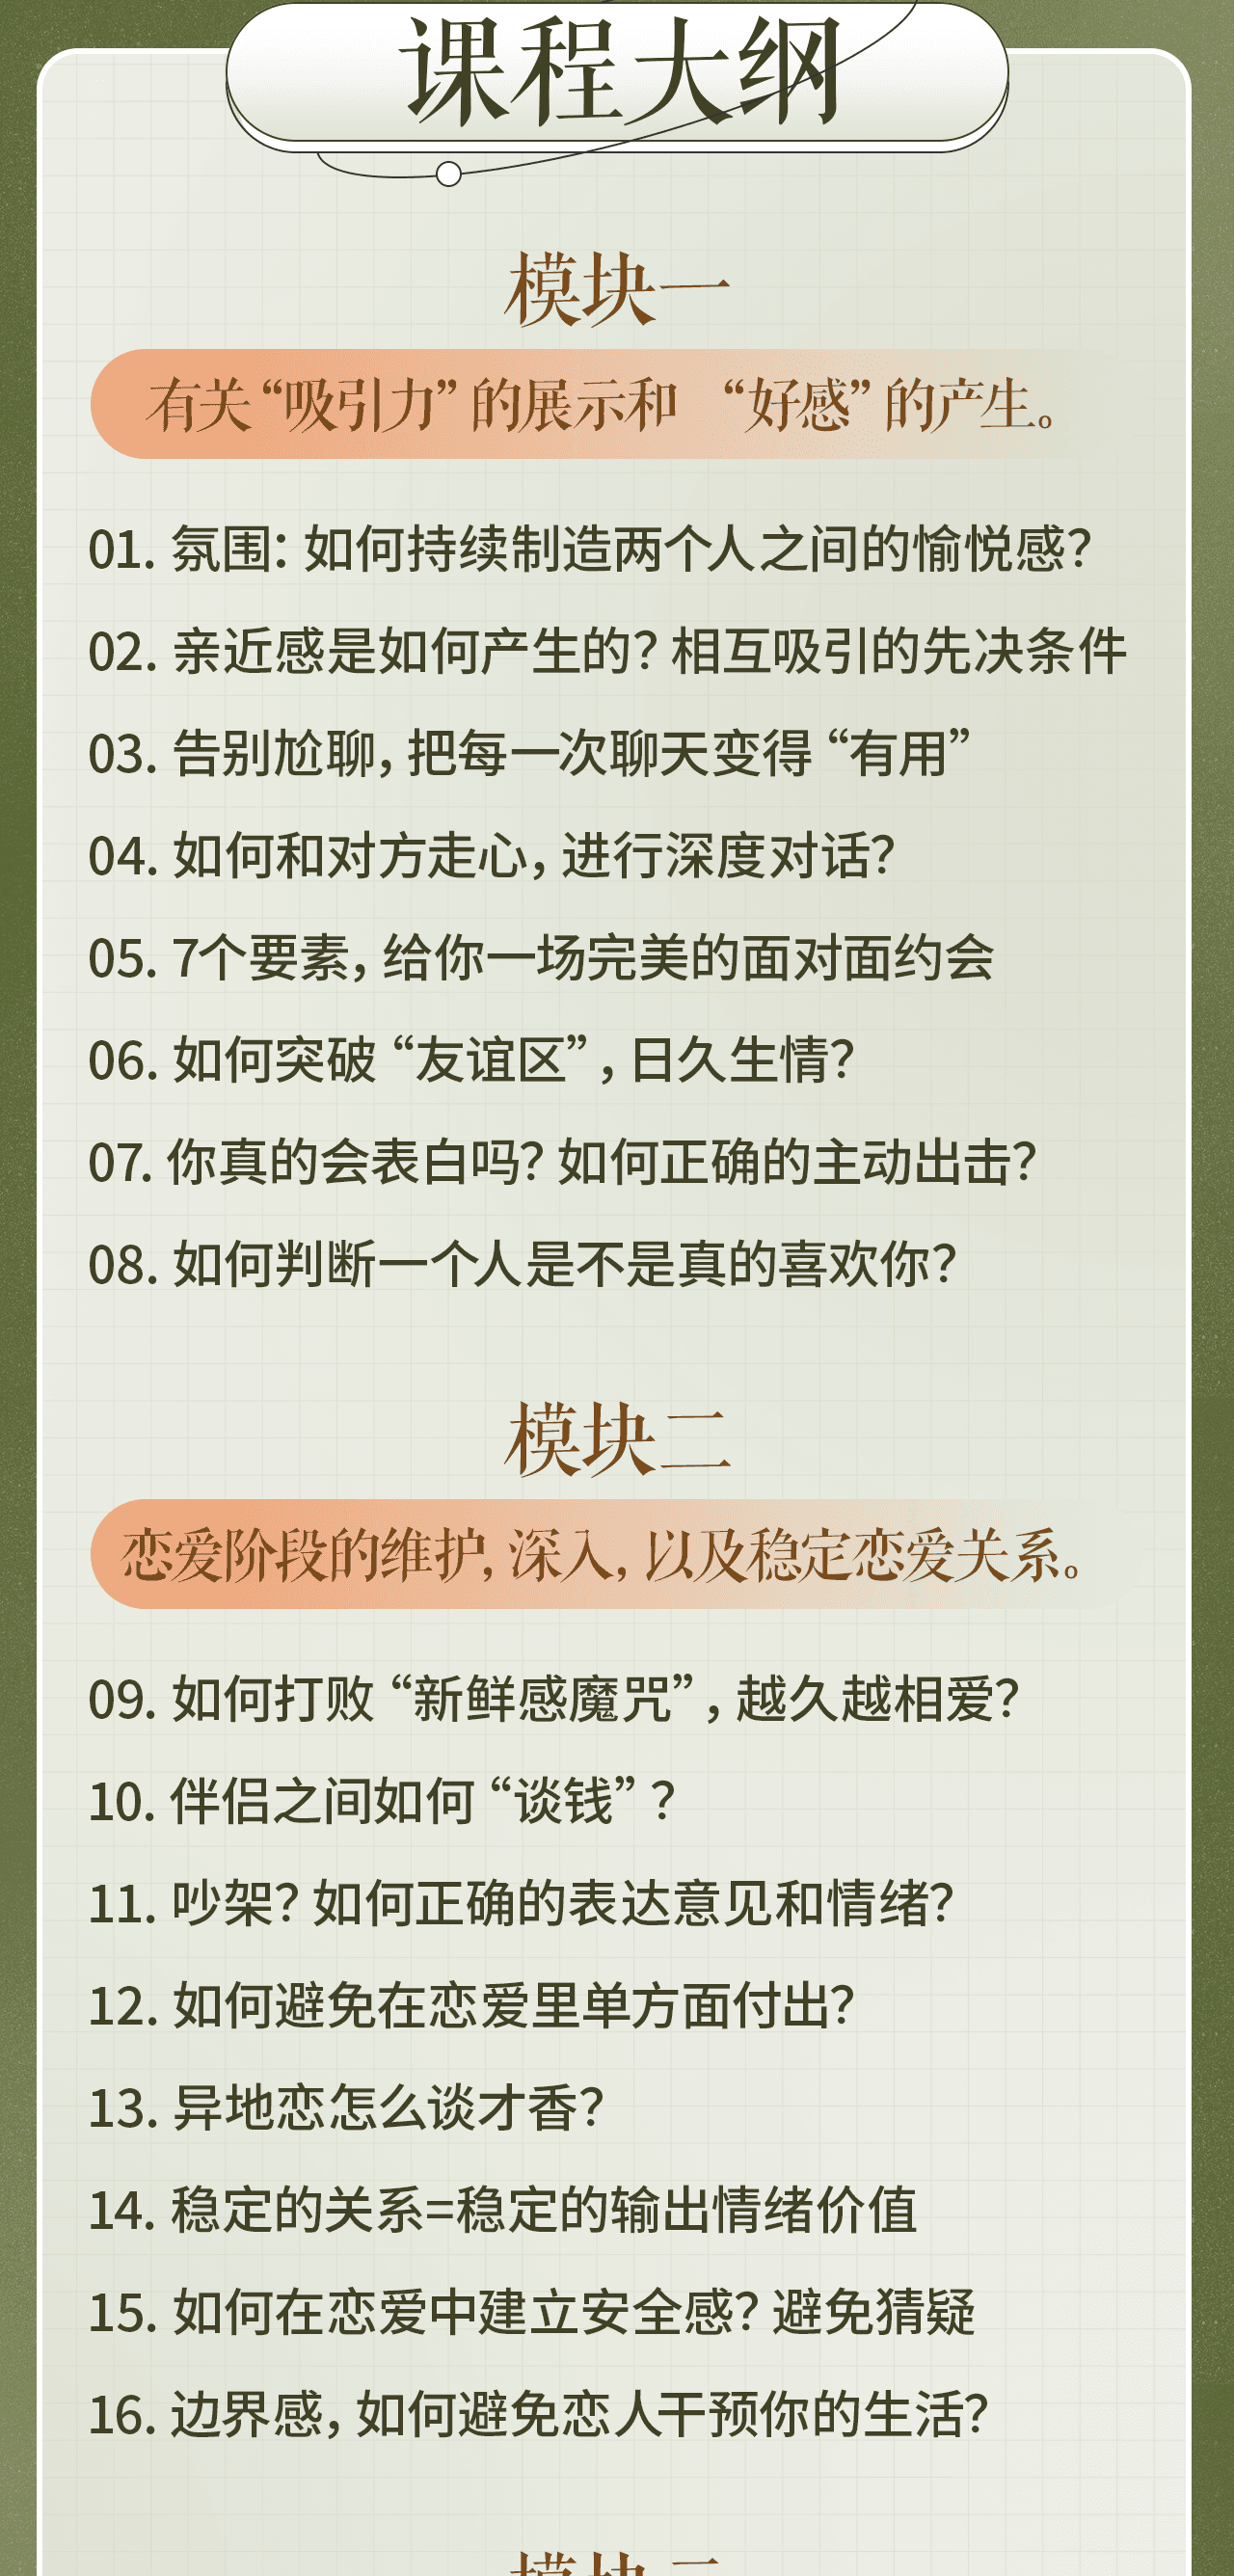 课程大纲
模块一
有关“吸引力”的展示和 “好感”的产生。
01. 氛围：如何持续制造两个人之间的愉悦感？
02. 亲近感是如何产生的？相互吸引的先决条件
03. 告别尬聊，把每一次聊天变得“有用”
04. 如何和对方走心，进行深度对话？
05. 7个要素，给你一场完美的面对面约会
06. 如何突破“友谊区”，日久生情？
07. 你真的会表白吗？如何正确的主动出击？
08. 如何判断一个人是不是真的喜欢你？
模块二
恋爱阶段的维护，深入，以及稳定恋爱关系。
09. 如何打败“新鲜感魔咒”，越久越相爱？
10. 伴侣之间如何“谈钱”？
11. 吵架？如何正确的表达意见和情绪？
12. 如何避免在恋爱里单方面付出？
13. 异地恋怎么谈才香？
14. 稳定的关系=稳定的输出情绪价值
15. 如何在恋爱中建立安全感？避免猜疑
16. 边界感，如何避免恋人干预你的生活？
模块